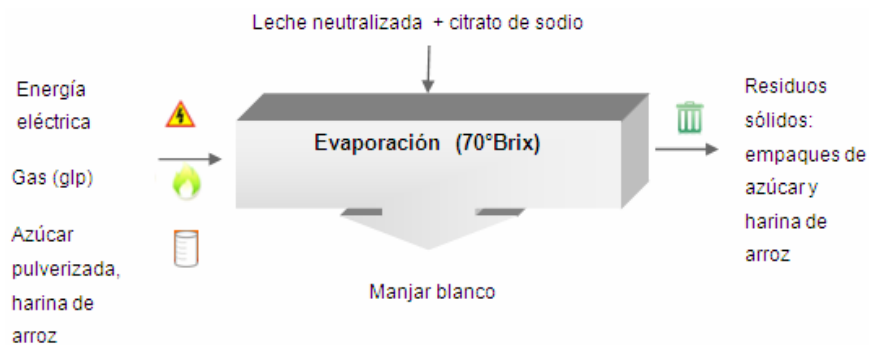 Leche neutralizada + citrato de sodio
Energía
eléctrica
Gas (glp)
Azúcar
pulverizada,
harina de
arroz
Evaporación (70°Brix)
Manjar blanco
Residuos
sólidos:
empaques de
azúcar y
harina de
arroz